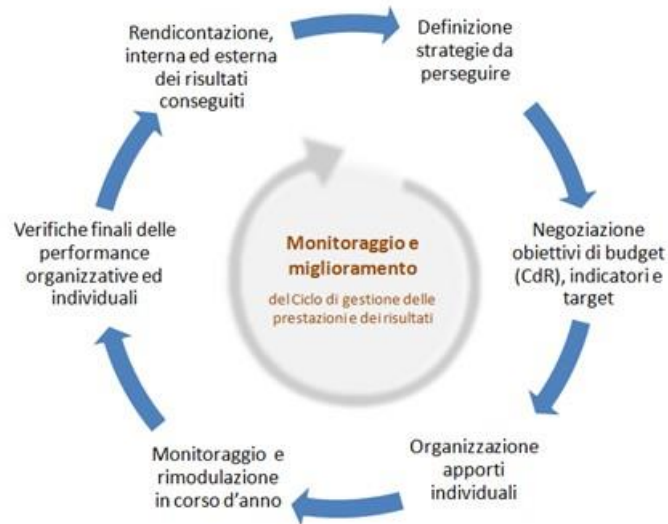 Rendicontazione,
interna ed esterna
dei risultati
conseguiti
Definizione
strategie da
perseguire
Negoziazione
obiettivi di budget
(CdR), indicatori e
target
Organizzazione
apporti
individuali
Monitoraggio e
rimodulazione
in corso d'anno
Verifiche finali delle
performance
organizzative ed
individuali
Monitoraggio e
miglioramento
del Ciclo di gestione delle
prestazioni e dei risultati